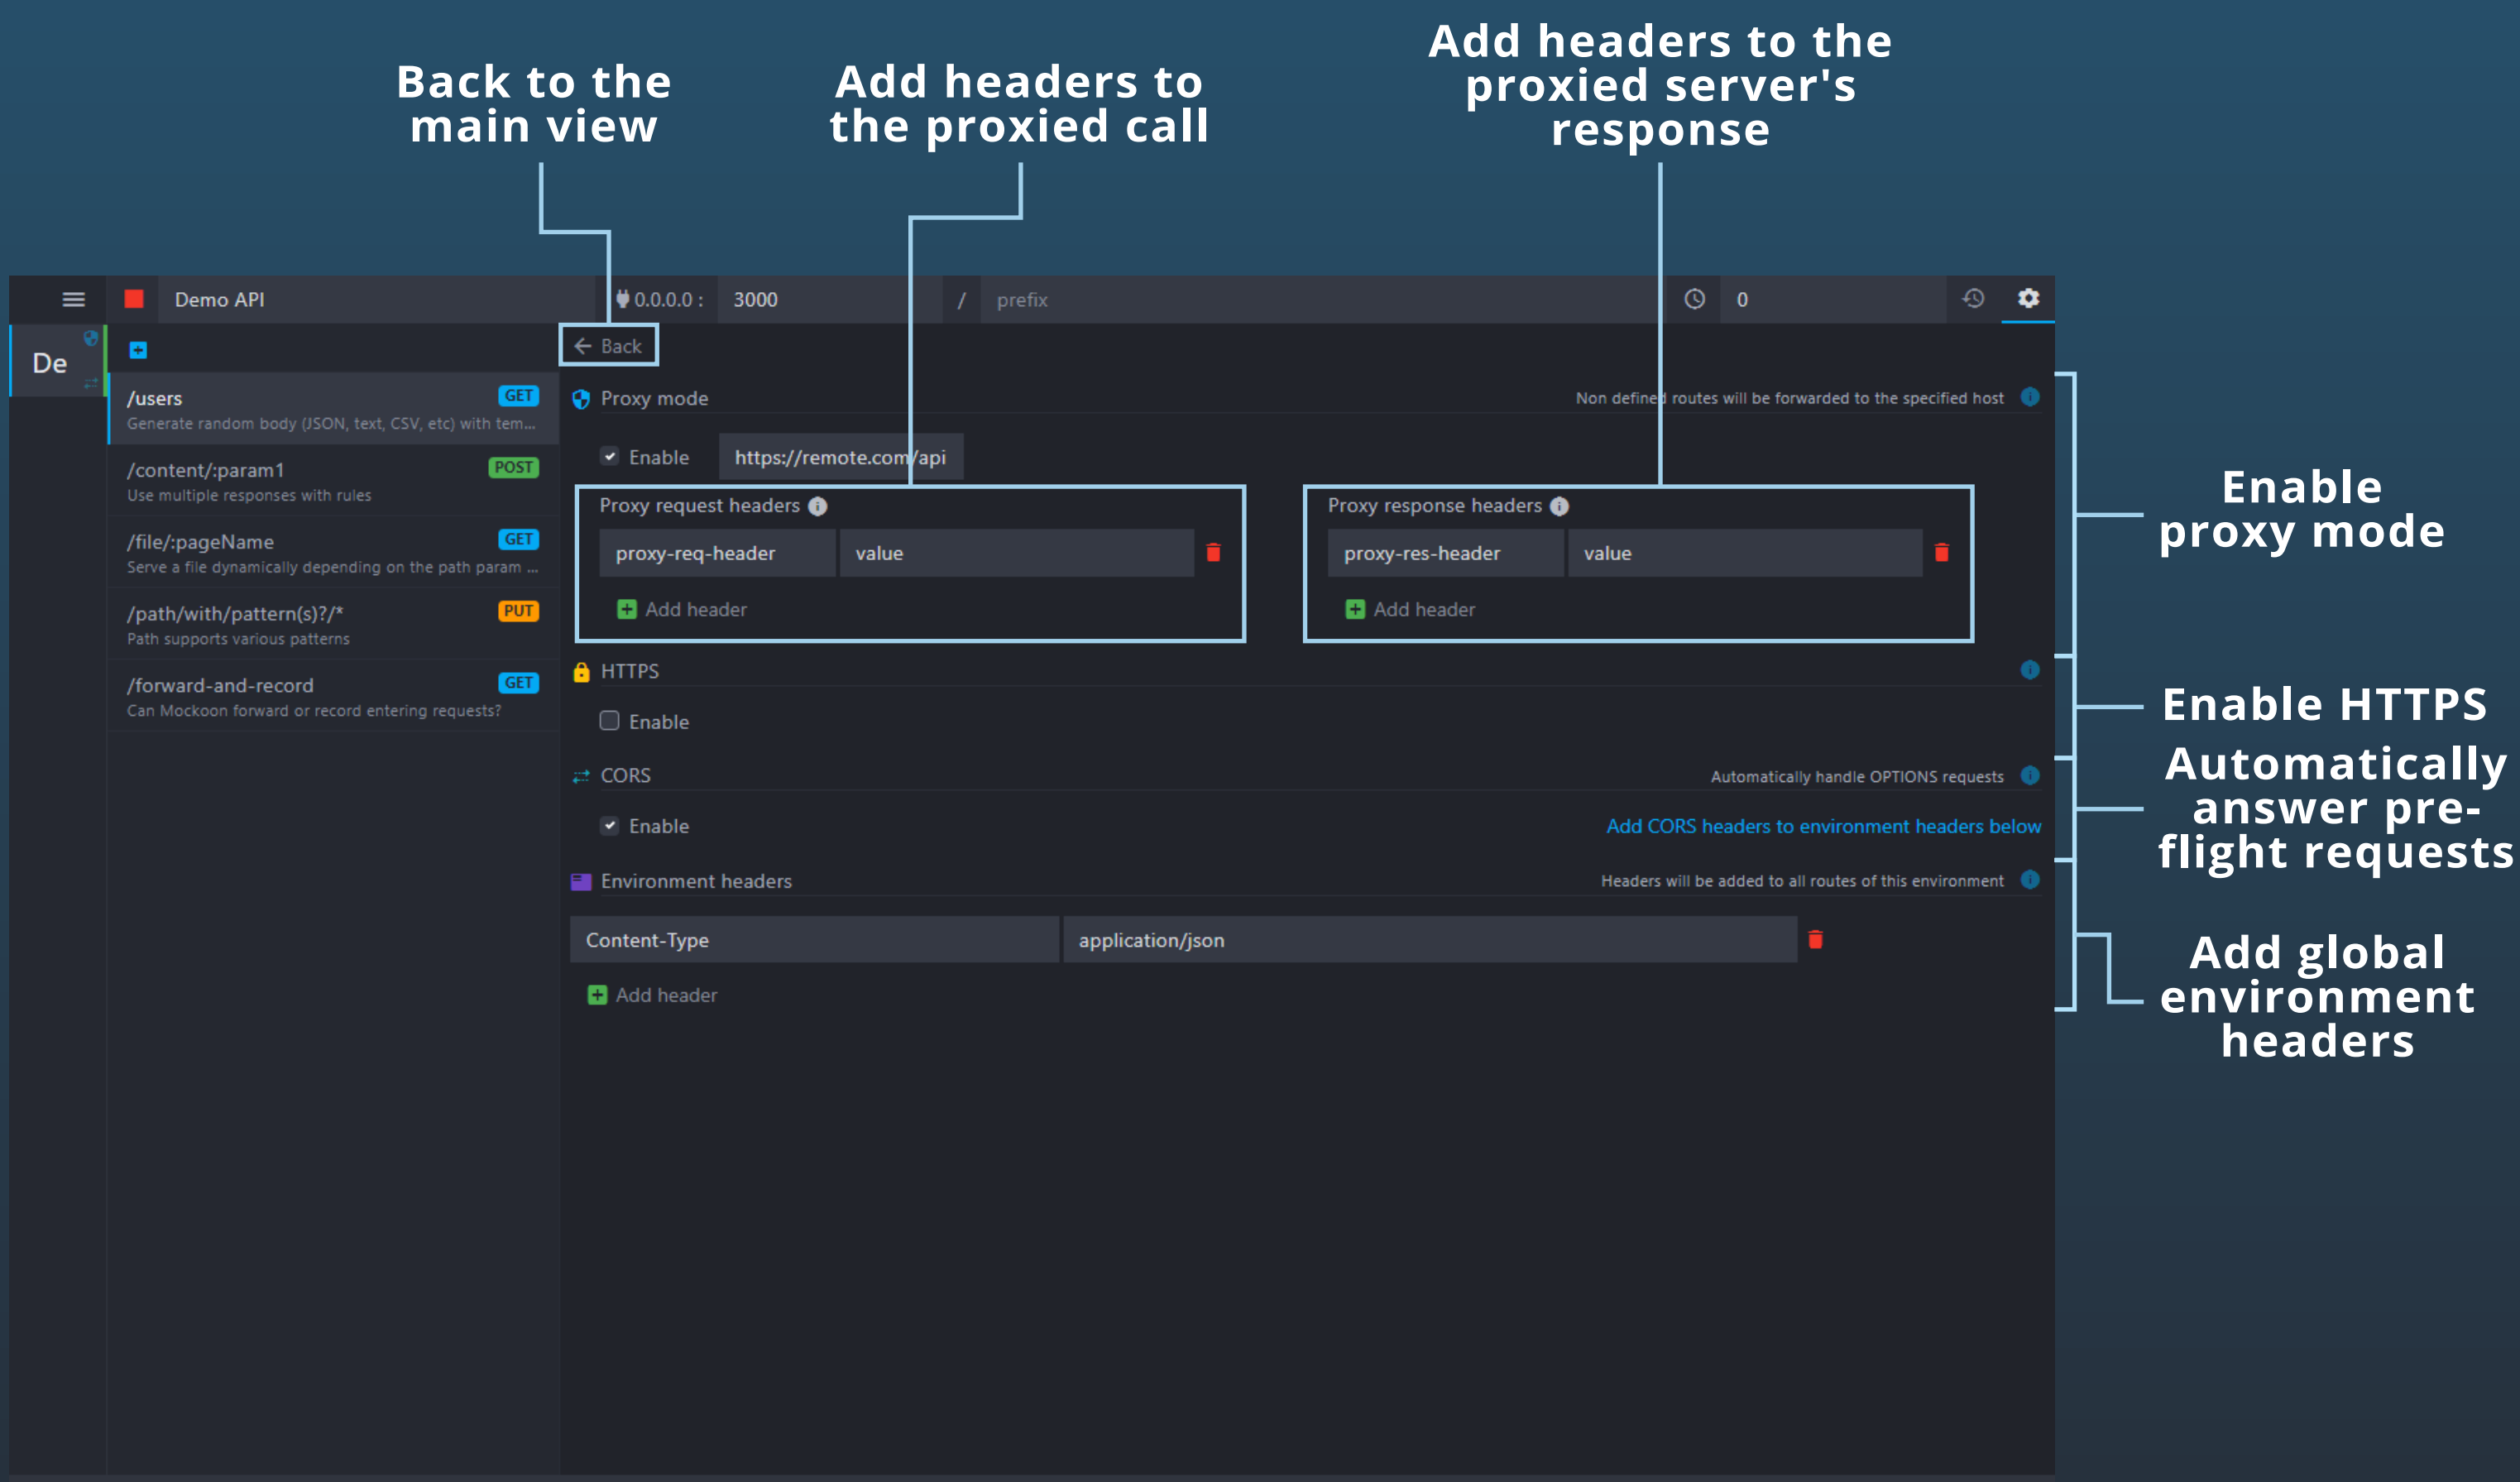 Back to the
main view
Add headers to
the proxied call
Add headers to the
proxied server's
response
Demo API
0.0.0.0 :
3000
/
prefix
0
De
Back
/users
GET
Generate random body (JSON, text, CSV, etc) with tem...
/content/:param1
POST
Use multiple responses with rules
/file/:pageName
GET
Serve a file dynamically depending on the path param ...
/path/with/pattern(s)?/*
PUT
Path supports various patterns
/forward-and-record
GET
Can Mockoon forward or record entering requests?
Proxy mode
Non defined routes will be forwarded to the specified host
Enable
https://remote.com/api
Proxy request headers
proxy-req-header
value
Add header
Proxy response headers
proxy-res-header
value
Add header
HTTPS
Enable
CORS
Automatically handle OPTIONS requests
Enable
Add CORS headers to environment headers below
Environment headers
Headers will be added to all routes of this environment
Content-Type
application/json
Add header
Enable
proxy mode
Enable HTTPS
Automatically
answer pre-
flight requests
Add global
environment
headers